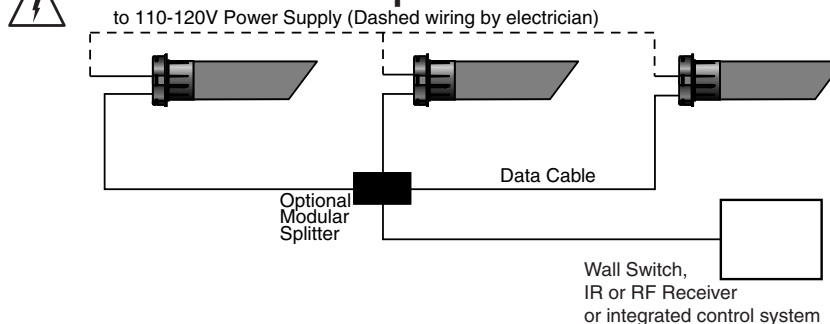 to 110-120V Power Supply (Dashed wiring by electrician)
Data Cable
Optional
Modular
Splitter
Wall Switch,
IR or RF Receiver
or integrated control system